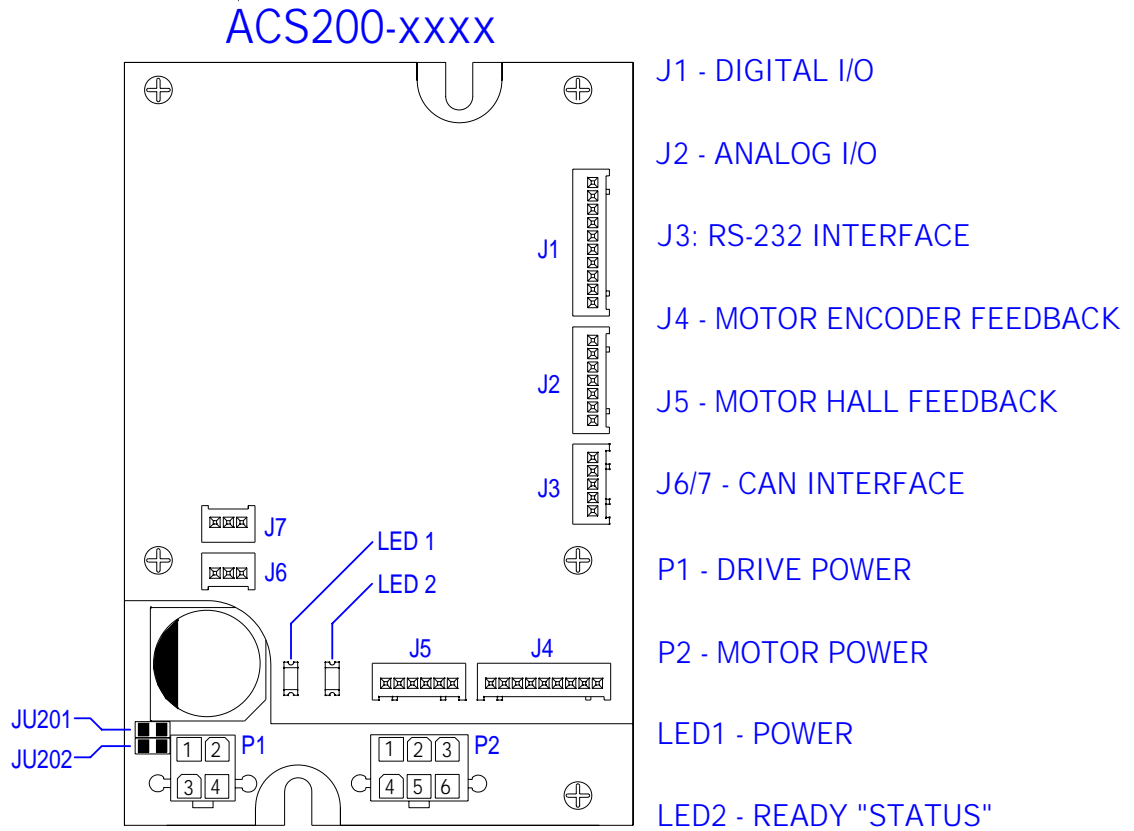 ACS200-xxxx
J1 - DIGITAL I/O
J2 - ANALOG I/O
J3: RS-232 INTERFACE
J4 - MOTOR ENCODER FEEDBACK
J5 - MOTOR HALL FEEDBACK
J6/7 - CAN INTERFACE
P1 - DRIVE POWER
P2 - MOTOR POWER
LED1 - POWER
LED2 - READY "STATUS"
J1
J2
J3
J7
J6
LED 1
LED 2
J5
J4
JU201
JU202
1 2
3 4
P1
1 2 3
4 5 6
P2